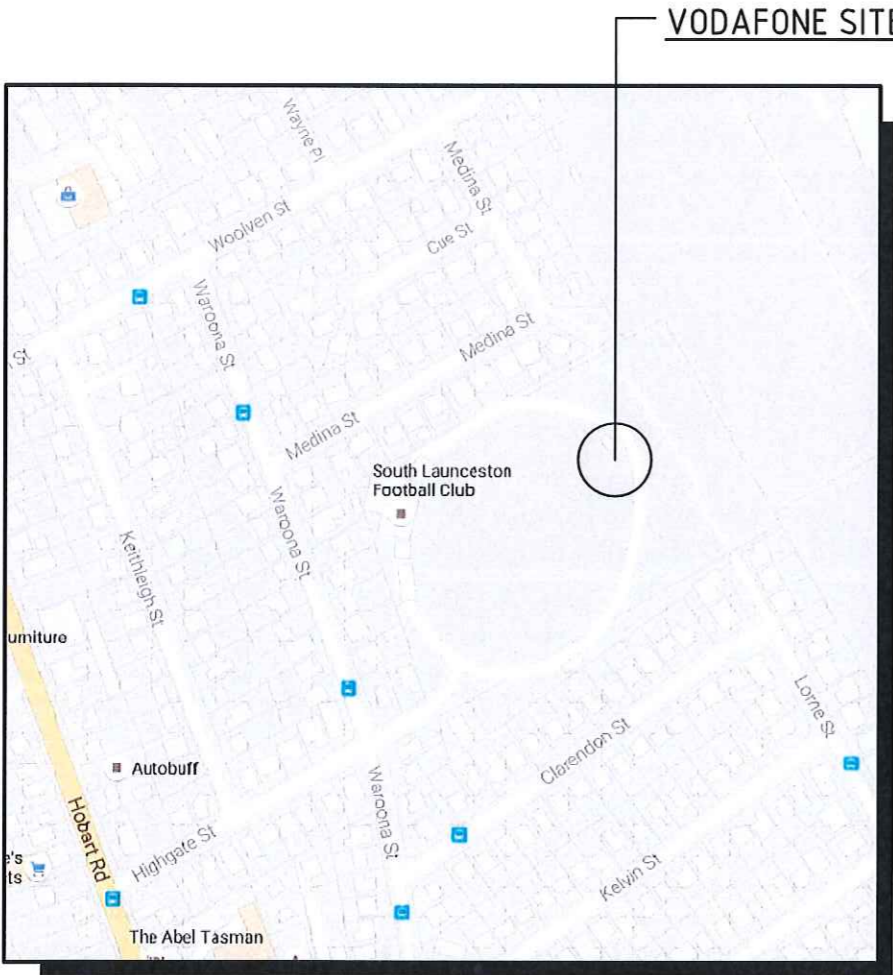 VODAFONE SITE
Wayne Pl
Medina St
Woolven St
Cue St
Waroona St
St
Medina St
Medina St
South Launceston
Football Club
Waroona St
Keithleigh St
urniture
Lorne St
Clarendon St
Autobuff
Waroona St
Hobart Rd
Highgate St
Kelvin St
e's
ts
The Abel Tasman